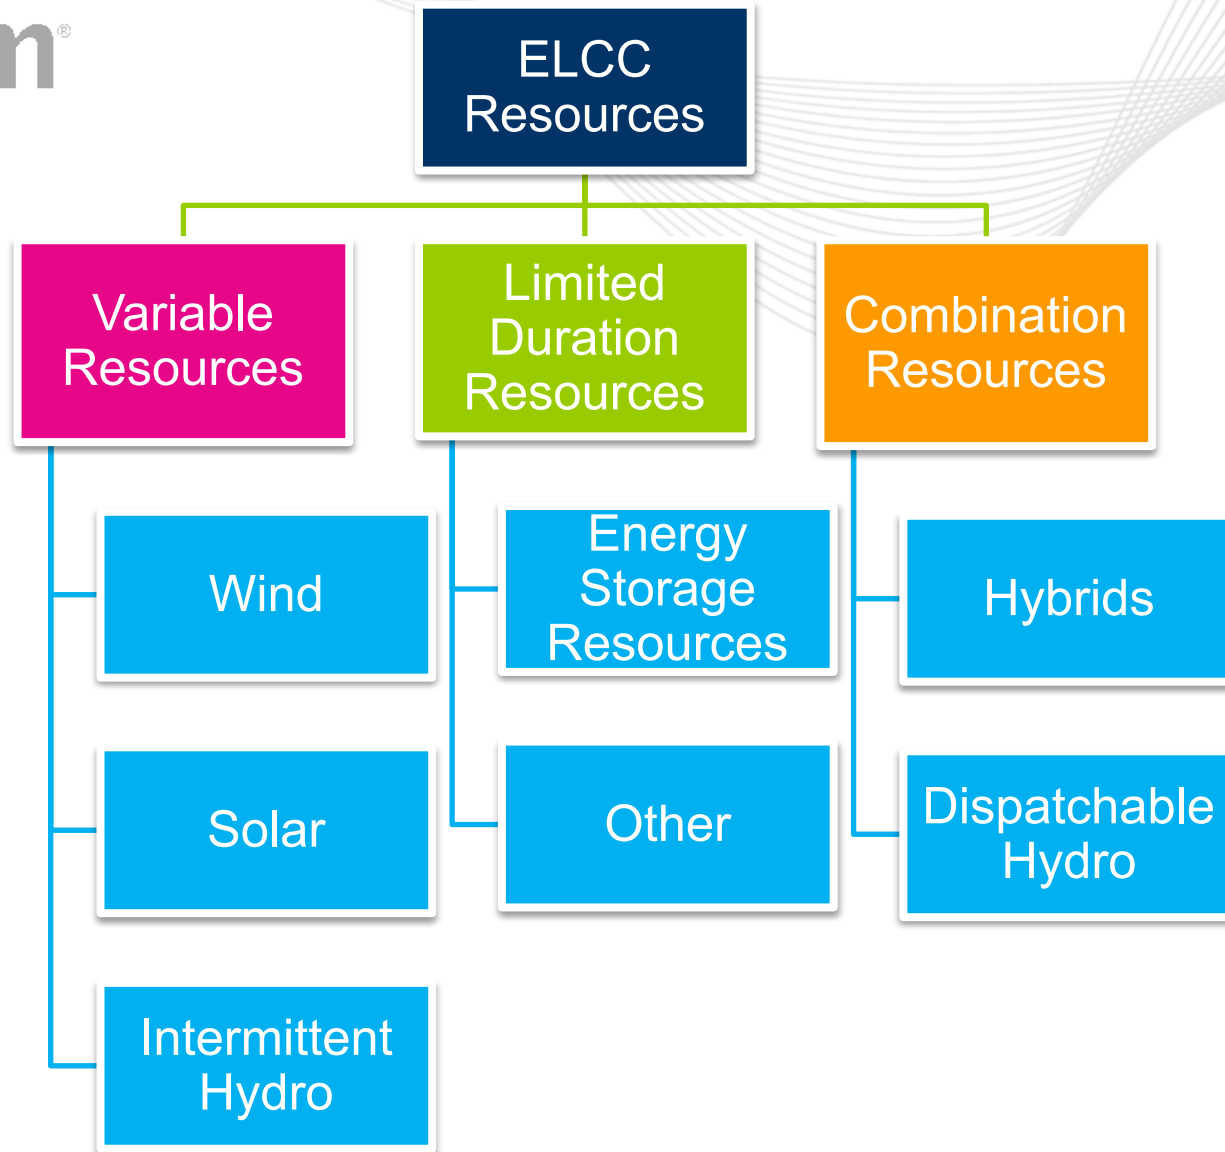 m®
ELCC
Resources
Variable
Resources
Limited
Duration
Resources
Combination
Resources
Wind
Energy
Storage
Resources
Hybrids
Solar
Other
Dispatchable
Hydro
Intermittent
Hydro